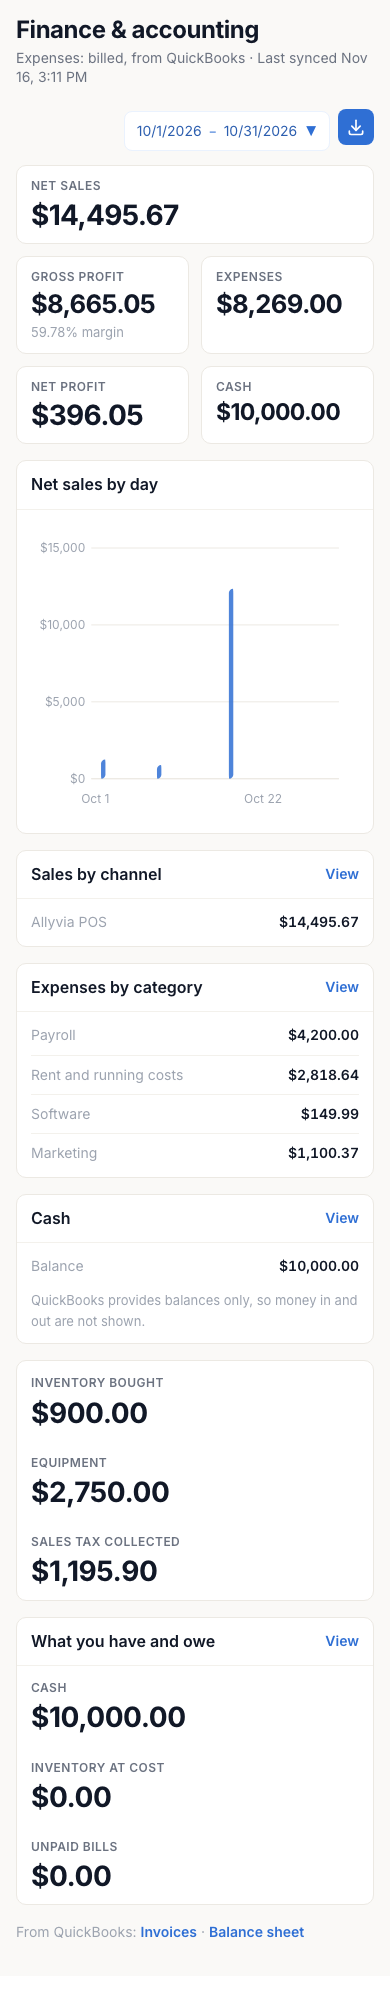 Finance & accounting
Expenses: billed, from QuickBooks · Last synced Nov
16, 3:11 PM
10/1/2026 – 10/31/2026 ▼
NET SALES
$14,495.67
GROSS PROFIT
$8,665.05
59.78% margin
EXPENSES
$8,269.00
NET PROFIT
$396.05
CASH
$10,000.00
Net sales by day
$15,000
$10,000
$5,000
$0
Oct 1
Oct 22
Sales by channel
View
Allyvia POS
$14,495.67
Expenses by category
View
Payroll
$4,200.00
Rent and running costs
$2,818.64
Software
$149.99
Marketing
$1,100.37
Cash
View
Balance
$10,000.00
QuickBooks provides balances only, so money in and
out are not shown.
INVENTORY BOUGHT
$900.00
EQUIPMENT
$2,750.00
SALES TAX COLLECTED
$1,195.90
What you have and owe
View
CASH
$10,000.00
INVENTORY AT COST
$0.00
UNPAID BILLS
$0.00
From QuickBooks: Invoices · Balance sheet